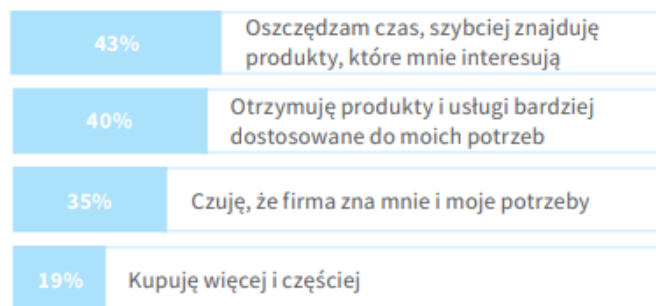 43%
Oszczędzam czas, szybciej znajduję
produkty, które mnie interesują
40%
Otrzymuję produkty i usługi bardziej
dostosowane do moich potrzeb
35%
Czuję, że firma zna mnie i moje potrzeby
19%
Kupuję więcej i częściej